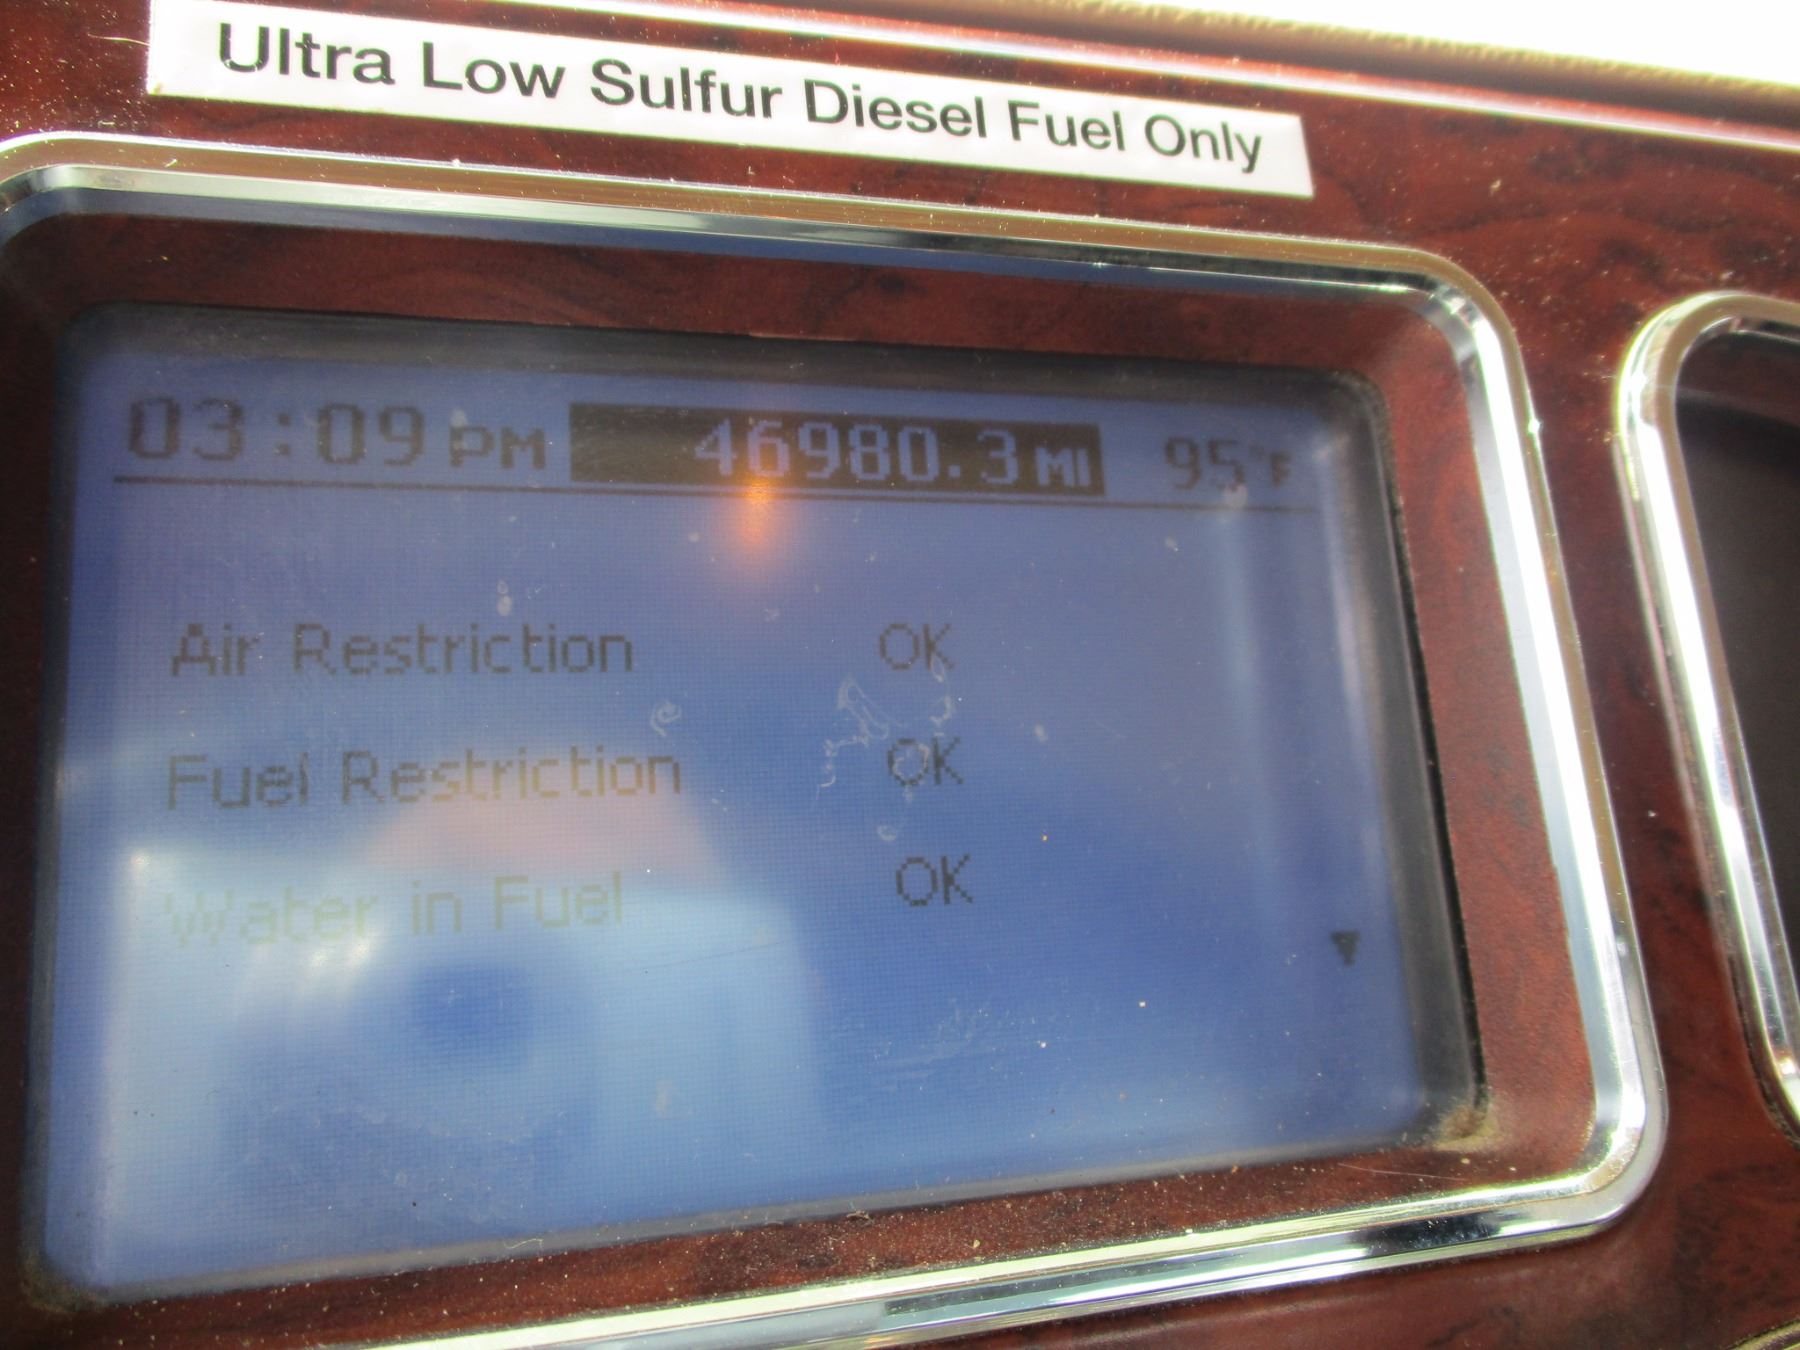 Ultra Low Sulfur Diesel Fuel Only
03:09 PM 46980.3 MI 95°F
Air Restriction OK
Fuel Restriction OK
Water in Fuel OK